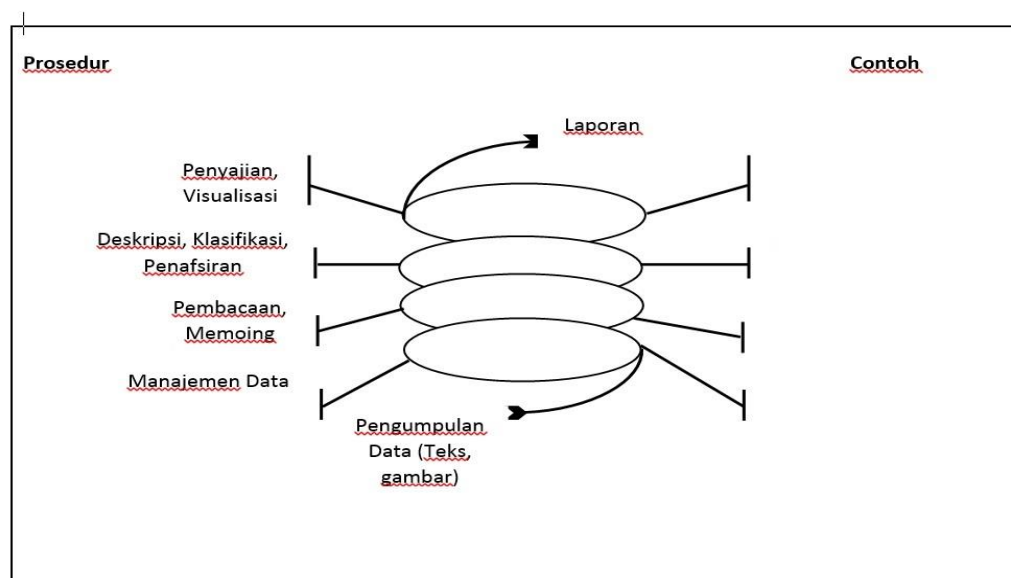 Prosedur
Contoh
Laporan
Penyajian,
Visualisasi
Deskripsi, Klasifikasi,
Penafsiran
Pembacaan,
Memoing
Manajemen Data
Pengumpulan
Data (Teks,
gambar)